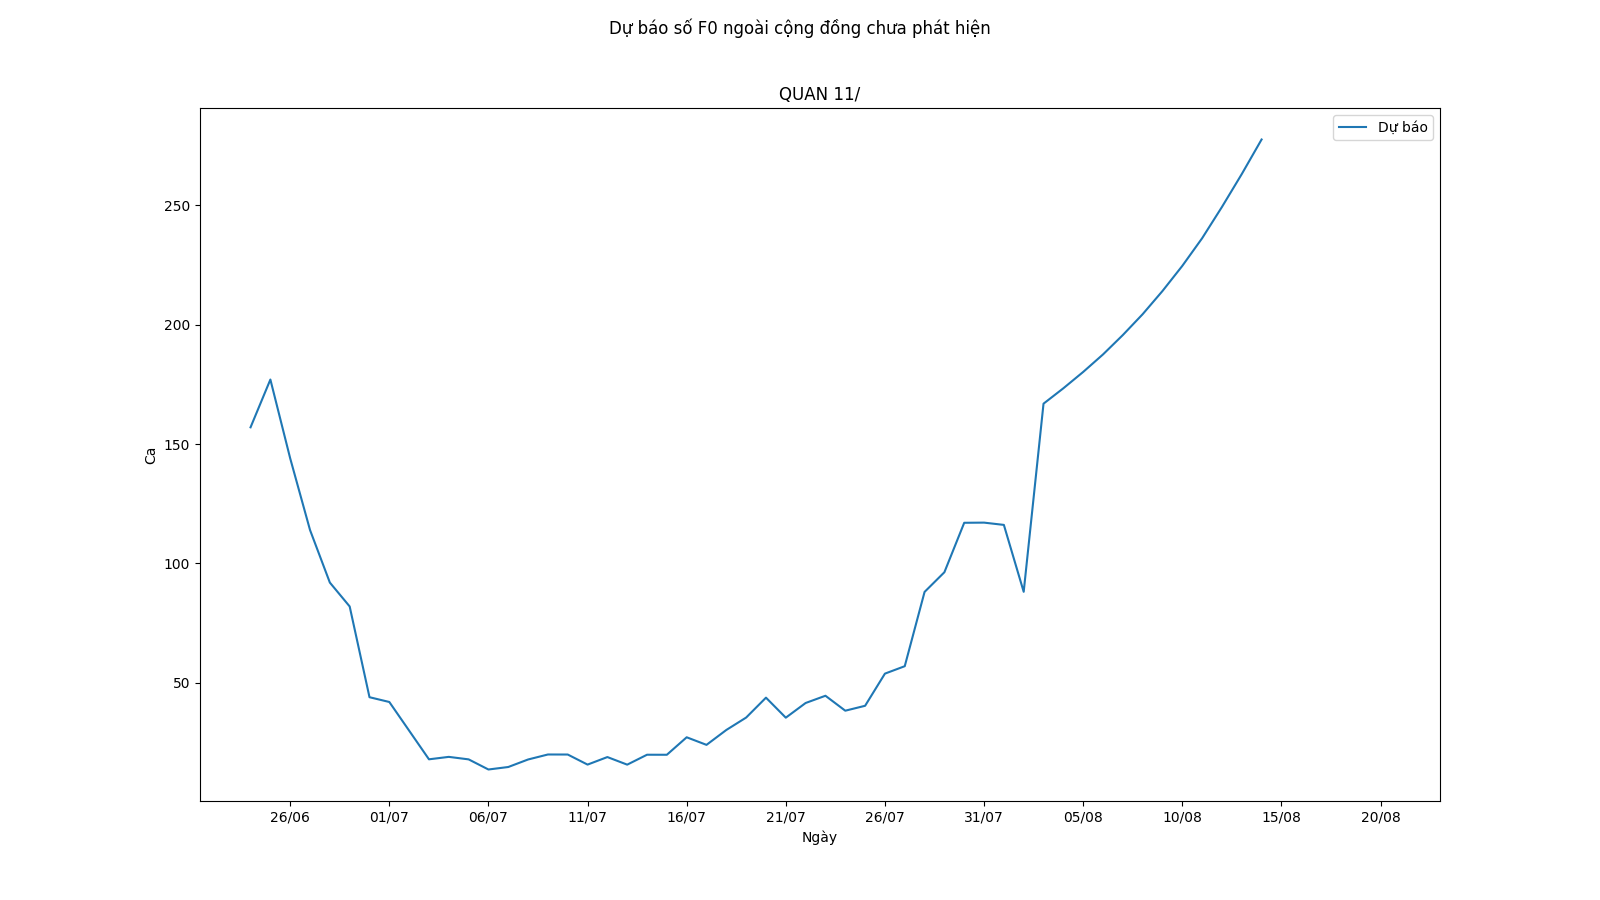 Dự báo số F0 ngoài cộng đồng chưa phát hiện
QUAN 11/
Dự báo
250
200
150
100
50
Ca
26/06 01/07 06/07 11/07 16/07 21/07 26/07 31/07 05/08 10/08 15/08 20/08
Ngày